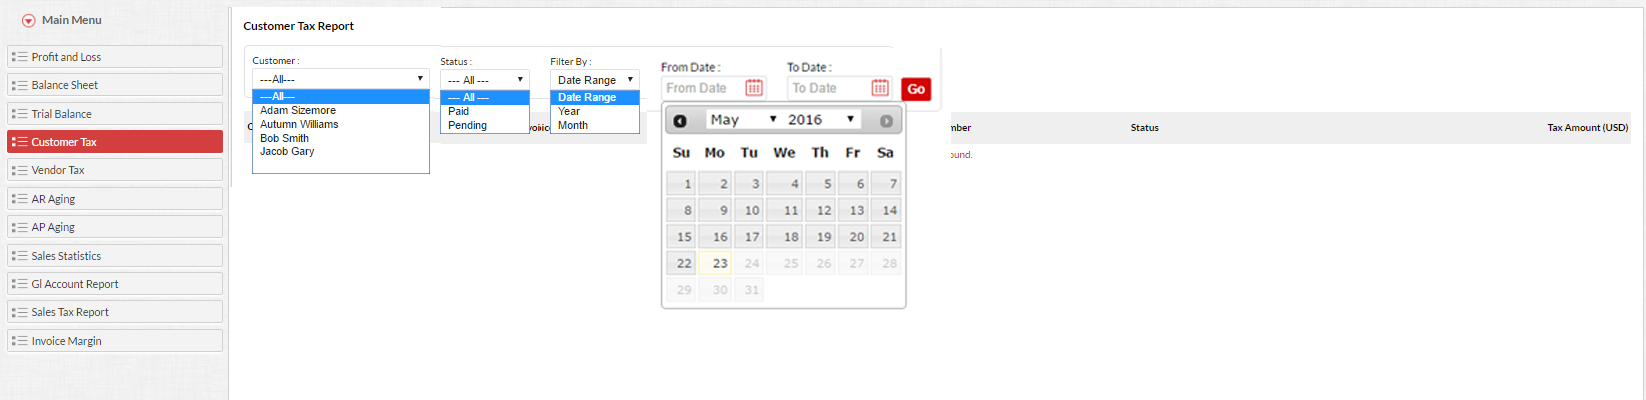 Main Menu
Profit and Loss
Balance Sheet
Trial Balance
Customer Tax
Vendor Tax
AR Aging
AP Aging
Sales Statistics
Gl Account Report
Sales Tax Report
Invoice Margin
Customer Tax Report
Customer : Status : Filter By : From Date : To Date :
---All--- --- All --- Date Range From Date To Date Go
---All--- --- All --- Date Range
Adam Sizemore Paid Year
Autumn Williams Pending Month
Bob Smith
Jacob Gary
Status Tax Amount (USD)
May 2016
Su Mo Tu We Th Fr Sa
1 2 3 4 5 6 7
8 9 10 11 12 13 14
15 16 17 18 19 20 21
22 23 24 25 26 27 28
29 30 31